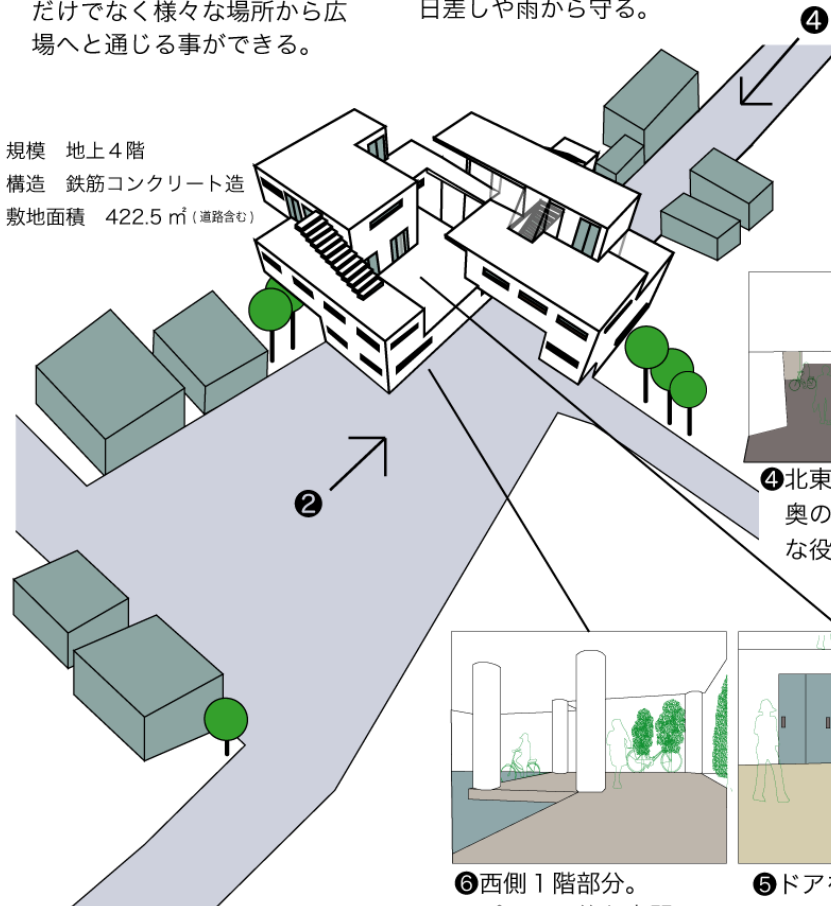 だけでなく様々な場所から広
場へと通じる事ができる。
日差しや雨から守る。
❹
規模　地上４階
構造　鉄筋コンクリート造
敷地面積　422.5 ㎡ ( 道路含む )
❷
❹北東
奥の
な役
❻西側１階部分。
❺ドアを